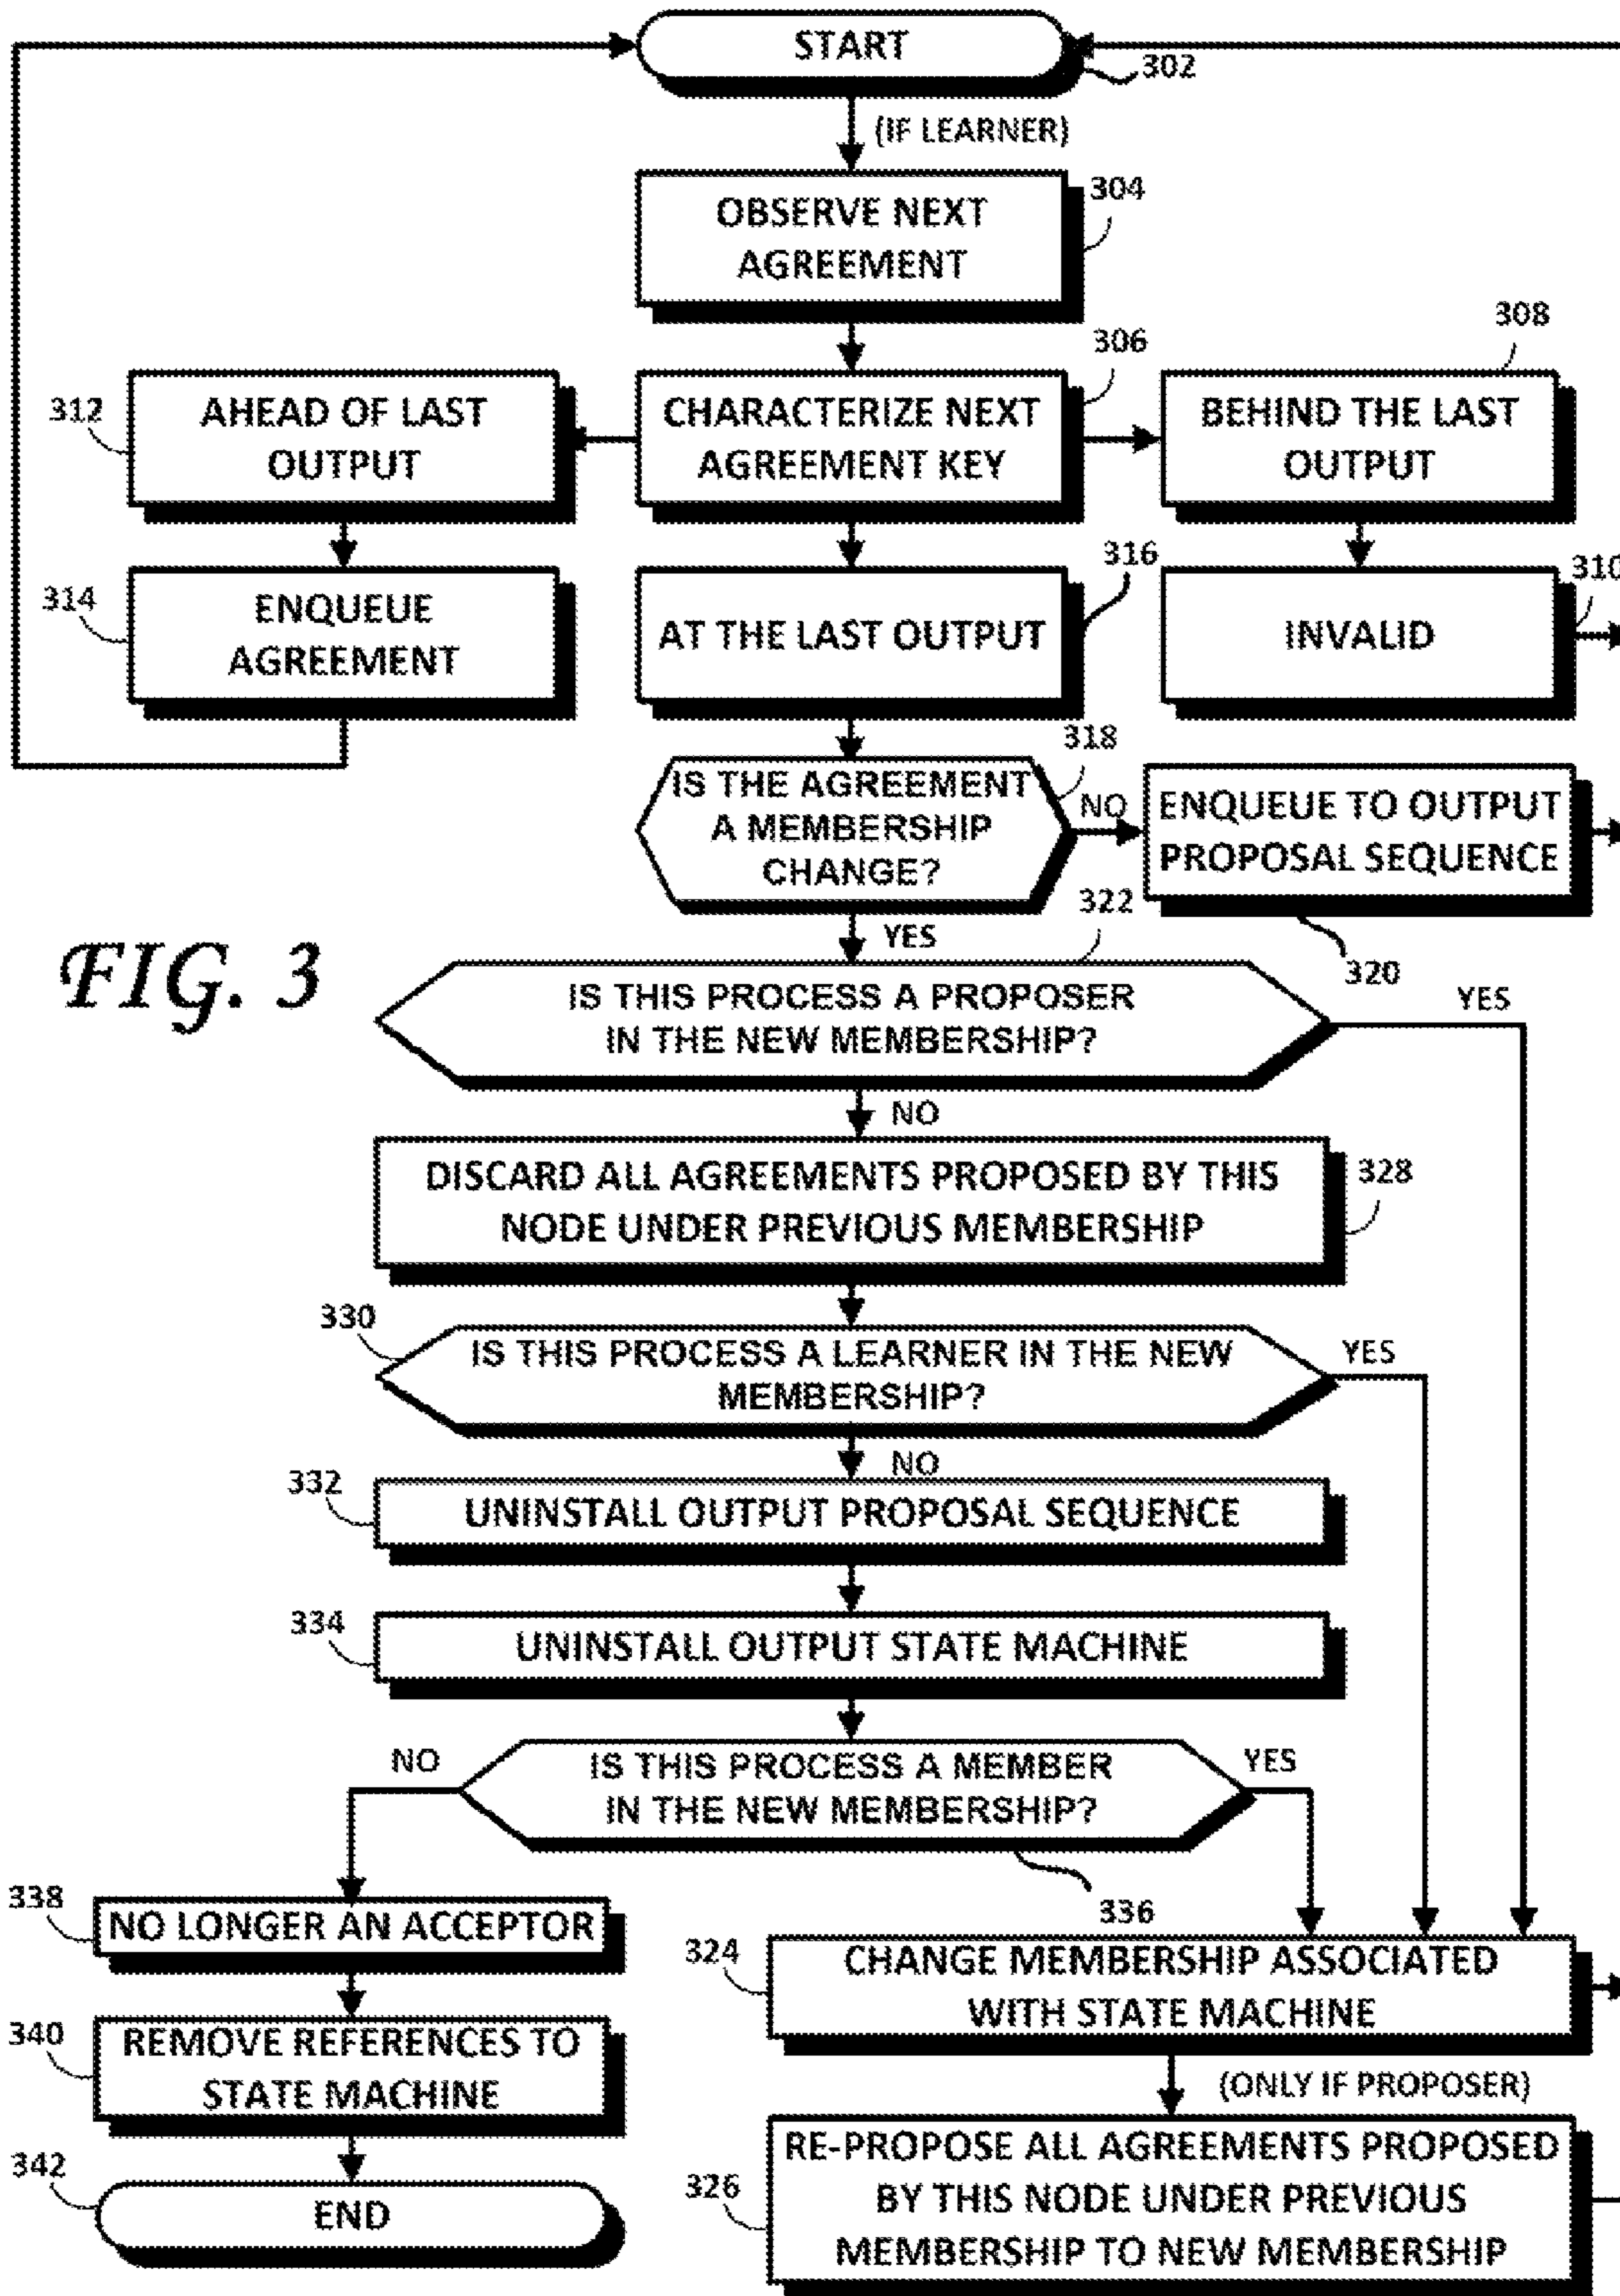 START
302
(IF LEARNER)
OBSERVE NEXT
AGREEMENT
304
306
308
312
AHEAD OF LAST
OUTPUT
CHARACTERIZE NEXT
AGREEMENT KEY
BEHIND THE LAST
OUTPUT
314
ENQUEUE
AGREEMENT
316
AT THE LAST OUTPUT
310
INVALID
318
IS THE AGREEMENT
A MEMBERSHIP
CHANGE?
NO
ENQUEUE TO OUTPUT
PROPOSAL SEQUENCE
320
YES
322
FIG. 3
IS THIS PROCESS A PROPOSER
IN THE NEW MEMBERSHIP?
YES
NO
DISCARD ALL AGREEMENTS PROPOSED BY THIS
NODE UNDER PREVIOUS MEMBERSHIP
328
330
IS THIS PROCESS A LEARNER IN THE NEW
MEMBERSHIP?
YES
NO
332
UNINSTALL OUTPUT PROPOSAL SEQUENCE
334
UNINSTALL OUTPUT STATE MACHINE
NO
IS THIS PROCESS A MEMBER
IN THE NEW MEMBERSHIP?
YES
336
338
NO LONGER AN ACCEPTOR
324
CHANGE MEMBERSHIP ASSOCIATED
WITH STATE MACHINE
340
REMOVE REFERENCES TO
STATE MACHINE
(ONLY IF PROPOSER)
342
END
326
RE-PROPOSE ALL AGREEMENTS PROPOSED
BY THIS NODE UNDER PREVIOUS
MEMBERSHIP TO NEW MEMBERSHIP